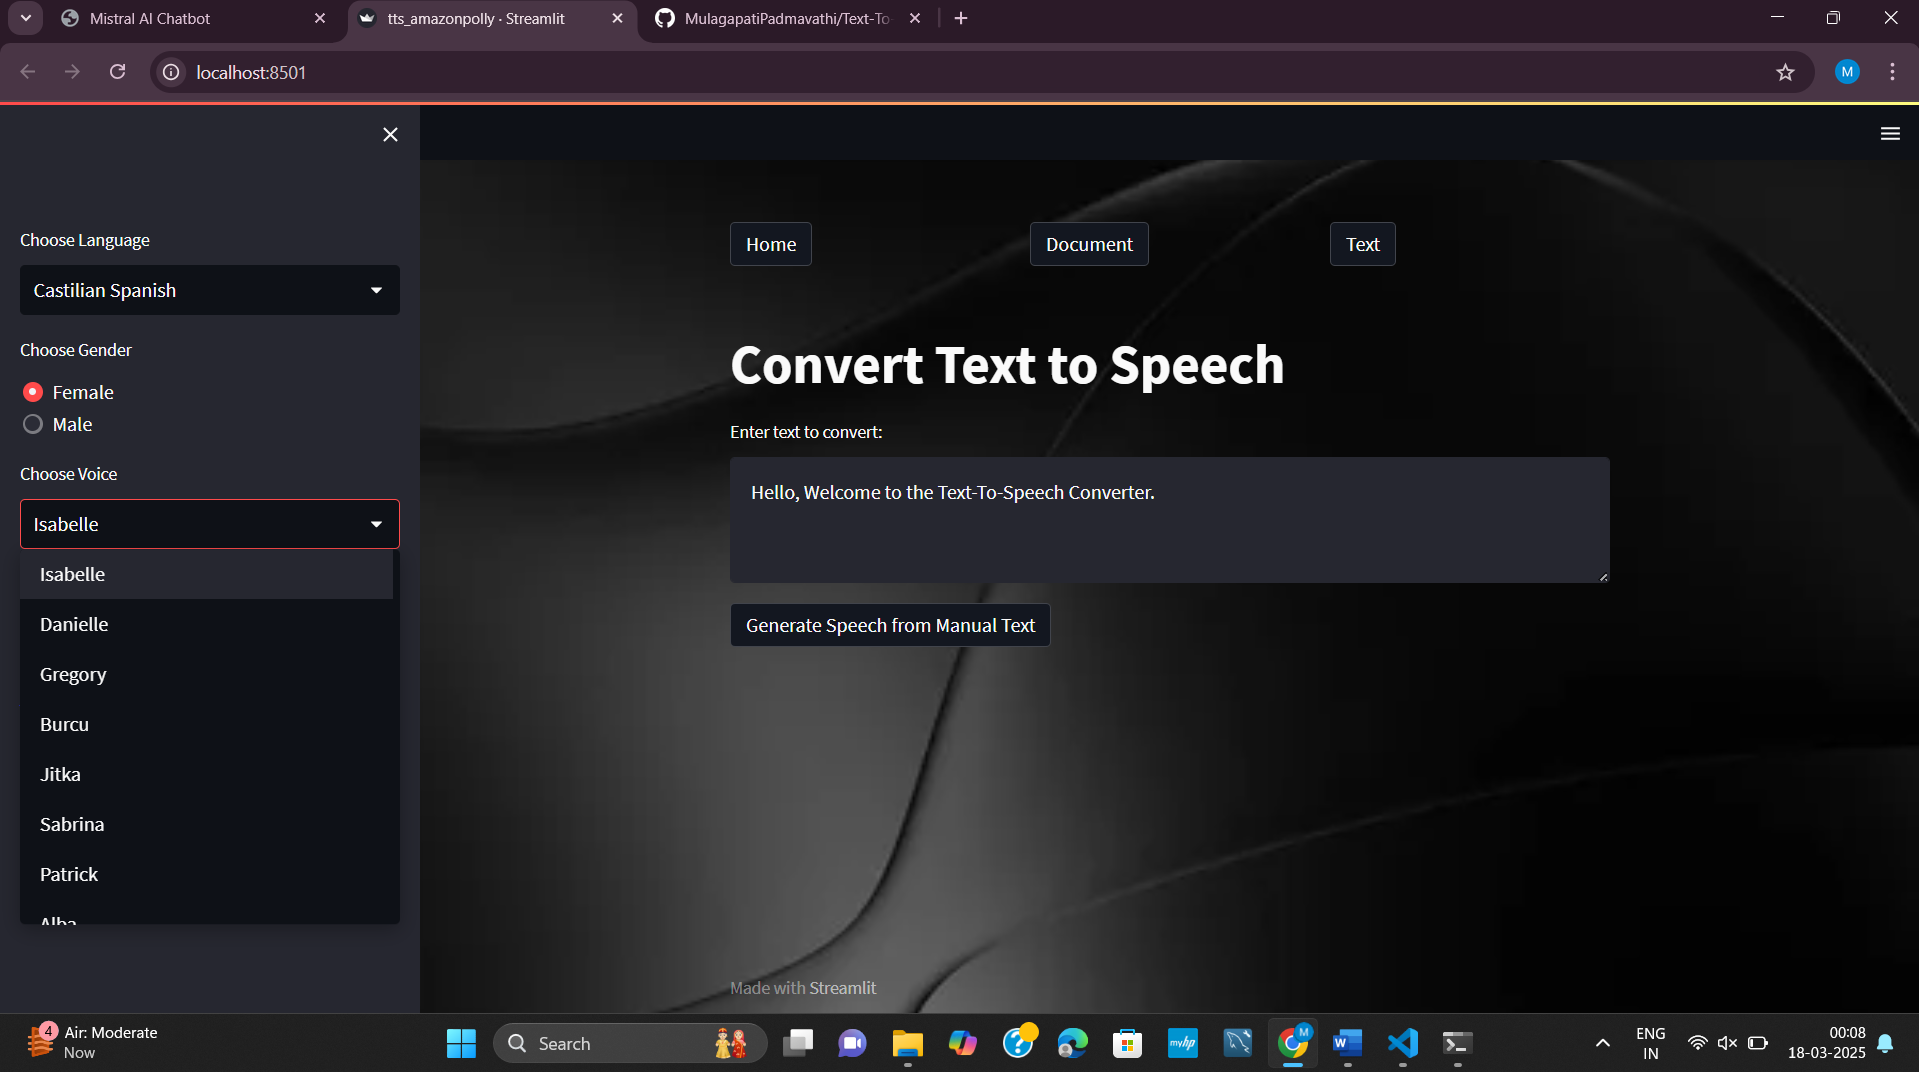 Mistral AI Chatbot
tts_amazonpolly · Streamlit
MulagapatiPadmavathi/Text-To-
localhost:8501
M
Choose Language
Castilian Spanish
Choose Gender
Female
Male
Choose Voice
Isabelle
Isabelle
Danielle
Gregory
Burcu
Jitka
Sabrina
Patrick
Alba
Home
Document
Text
Convert Text to Speech
Enter text to convert:
Hello, Welcome to the Text-To-Speech Converter.
Generate Speech from Manual Text
Made with Streamlit
4
Air: Moderate
Now
Search
myhp
M
W
ENG
IN
00:08
18-03-2025